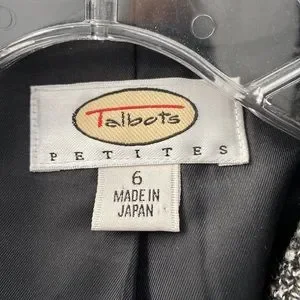 Talbots
PETITES
6
MADE IN
JAPAN